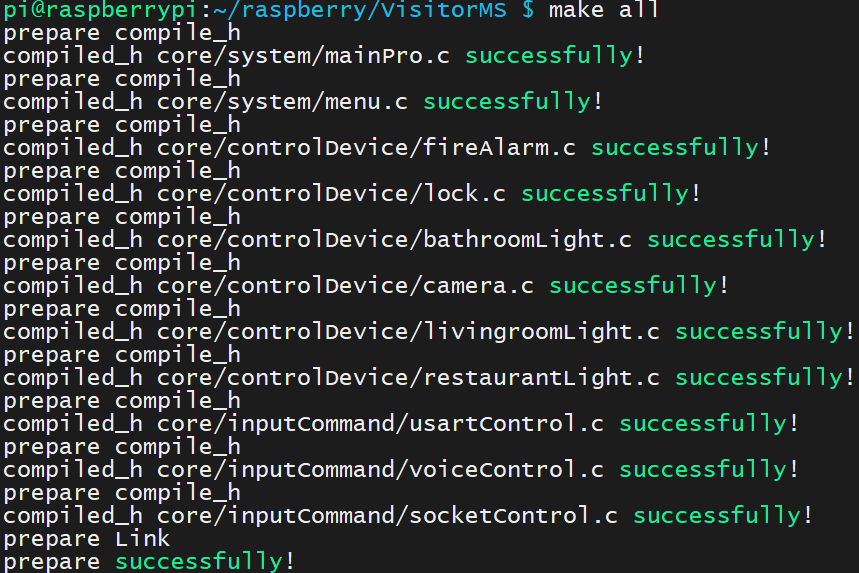 pi@raspberrypi:~/raspberry/VisitorMS $ make all
prepare compile_h
compiled_h core/system/mainPro.c successfully!
prepare compile_h
compiled_h core/system/menu.c successfully!
prepare compile_h
compiled_h core/controlDevice/fireAlarm.c successfully!
prepare compile_h
compiled_h core/controlDevice/lock.c successfully!
prepare compile_h
compiled_h core/controlDevice/bathroomLight.c successfully!
prepare compile_h
compiled_h core/controlDevice/camera.c successfully!
prepare compile_h
compiled_h core/controlDevice/livingroomLight.c successfully!
prepare compile_h
compiled_h core/controlDevice/restaurantLight.c successfully!
prepare compile_h
compiled_h core/inputCommand/usartControl.c successfully!
prepare compile_h
compiled_h core/inputCommand/voiceControl.c successfully!
prepare compile_h
compiled_h core/inputCommand/socketControl.c successfully!
prepare Link
prepare successfully!